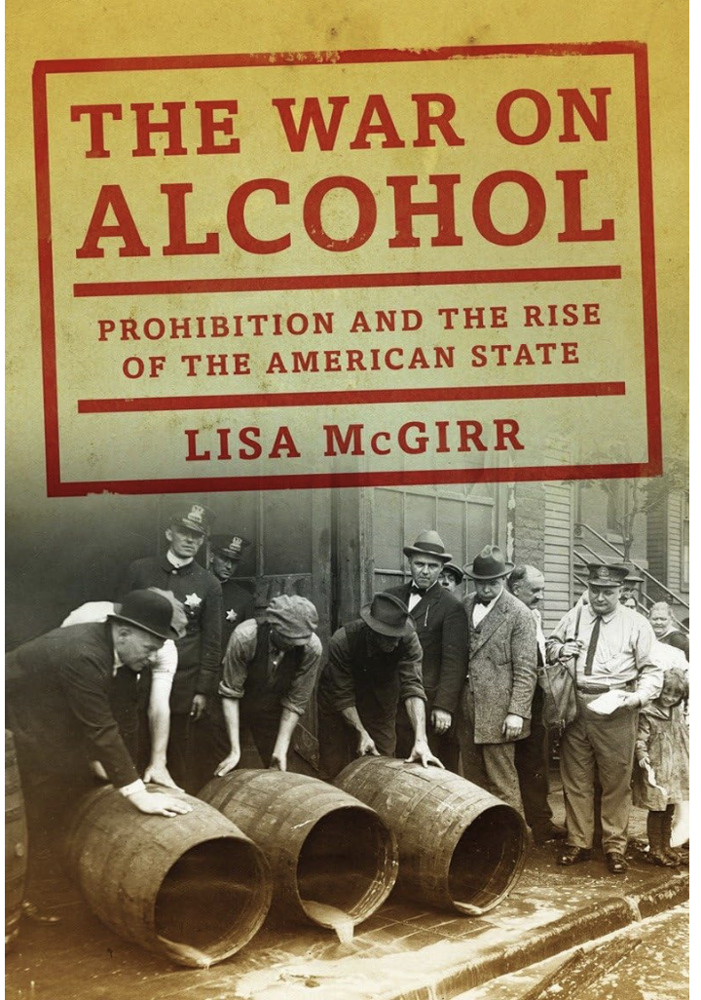 THE WAR ON
ALCOHOL
PROHIBITION AND THE RISE
OF THE AMERICAN STATE
LISA McGIRR